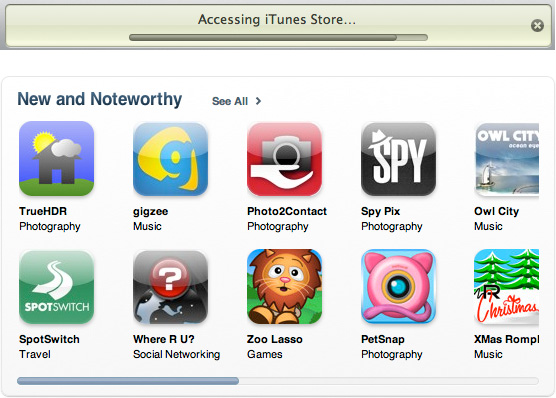 Accessing iTunes Store...
New and Noteworthy See All
TrueHDR
Photography
g
gigzee
Music
Photo2Contact
Photography
SPY
Spy Pix
Photography
OWL CITY
ocean eyes
Owl City
Music
SPOTSWITCH
SpotSwitch
Travel
?
Where R U?
Social Networking
Zoo Lasso
Games
PetSnap
Photography
Christmas
XMas Rompl
Music